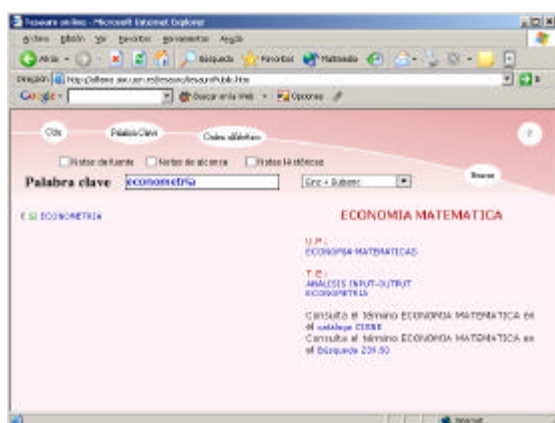 Tesauro on line - Microsoft Internet Explorer
Archivo Edición Ver Favoritos Herramientas Ayuda
Atrás Búsqueda Favoritos Multimedia
Dirección
Google Buscar en la Web Opciones
Palabra Clave Orden alfabético ?
Notas de fuente Notas de alcance Notas Históricas
Palabra clave econometría Buscar
ECONOMETRIA
ECONOMIA MATEMATICA
U.P.:
ECONOMIA-MATEMATICAS
T.E.:
ANALISIS INPUT-OUTPUT
ECONOMETRIA
Consulta el término ECONOMIA MATEMATICA en
el catálogo CISNE
Consulta el término ECONOMIA MATEMATICA en
el Búsqueda Z39.50
Internet